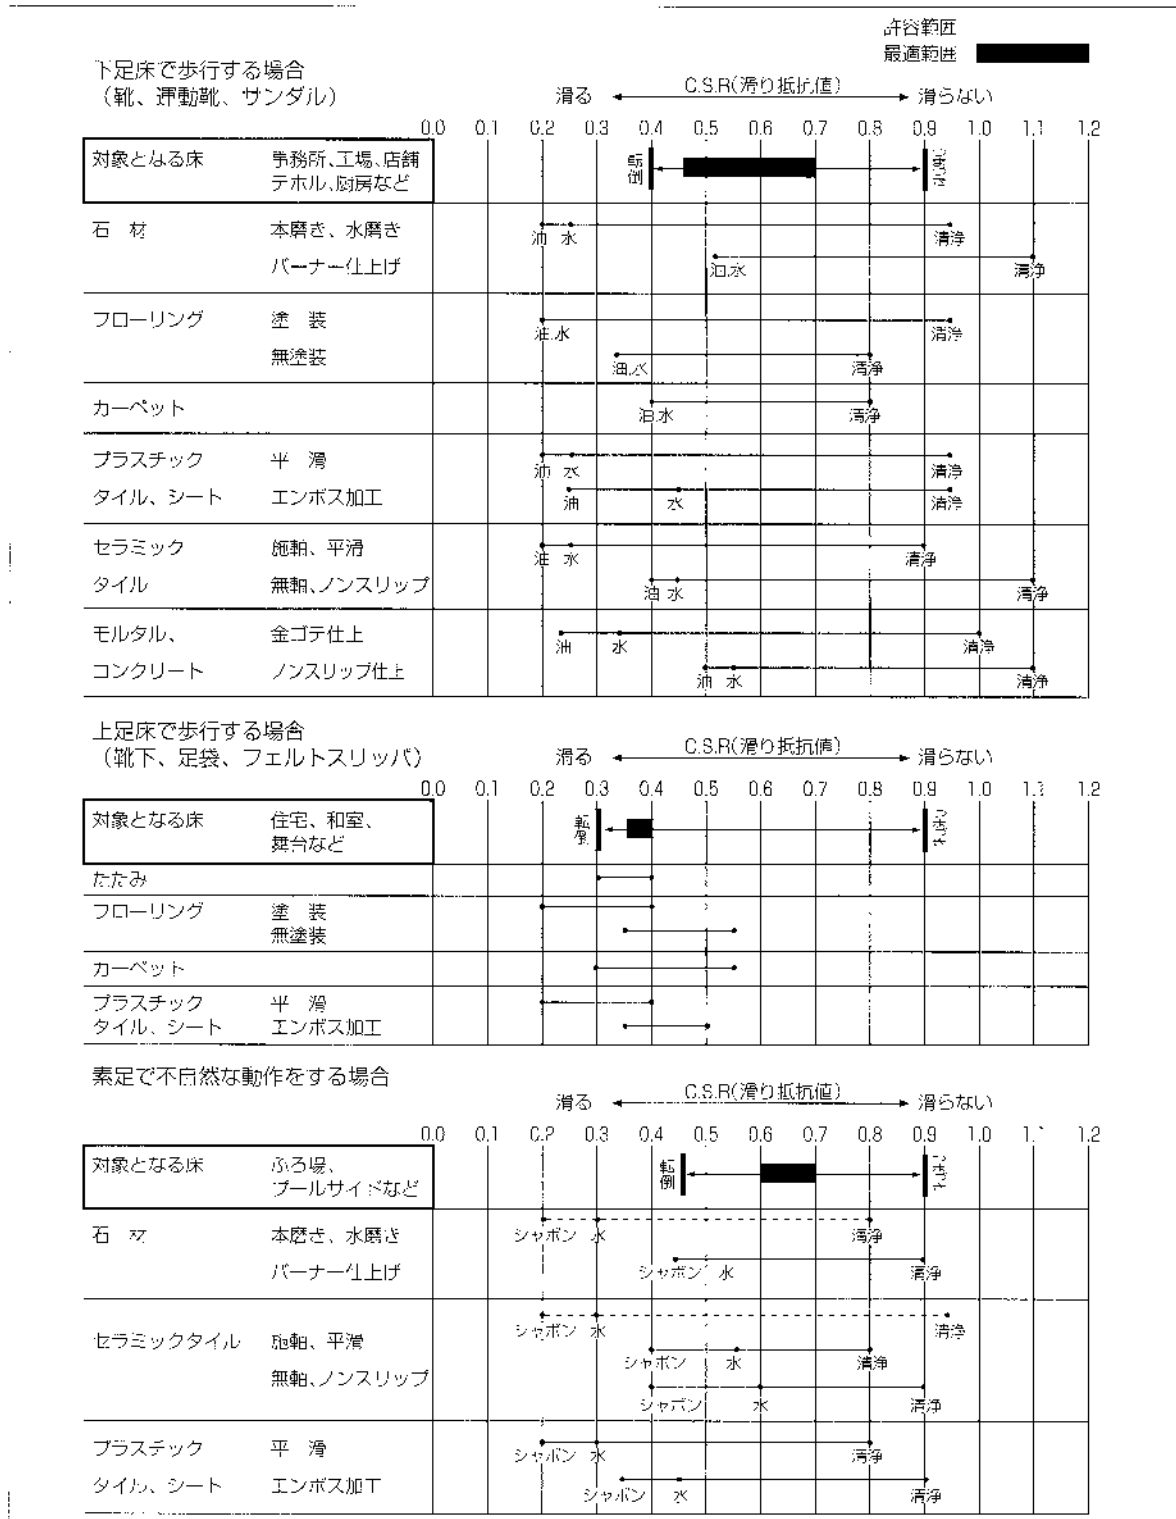 許容範囲
最適範囲
下足床で歩行する場合
（靴、運動靴、サンダル）
滑る C.S.R(滑り抵抗値) 滑らない
0.0 0.1 0.2 0.3 0.4 0.5 0.6 0.7 0.8 0.9 1.0 1.1 1.2
対象となる床 事務所、工場、店舗 転倒 つまずき
テホル、厨房など
石 材 本磨き、水磨き 油 水 清浄
バーナー仕上げ 油.水 清浄
フローリング 塗 装 油.水 清浄
無塗装 油.水 清浄
カーペット 油.水 清浄
プラスチック 平 滑 油 水 清浄
タイル、シート エンボス加工 油 水 清浄
セラミック 施釉、平滑 油 水 清浄
タイル 無釉、ノンスリップ 油 水 清浄
モルタル、 金ゴテ仕上 油 水 清浄
コンクリート ノンスリップ仕上 油 水 清浄
上足床で歩行する場合
（靴下、足袋、フェルトスリッパ）
滑る C.S.R(滑り抵抗値) 滑らない
0.0 0.1 0.2 0.3 0.4 0.5 0.6 0.7 0.8 0.9 1.0 1.1 1.2
対象となる床 住宅、和室、 転倒 つまずき
舞台など
たたみ
フローリング 塗 装
無塗装
カーペット
プラスチック 平 滑
タイル、シート エンボス加工
素足で不自然な動作をする場合
滑る C.S.R(滑り抵抗値) 滑らない
0.0 0.1 0.2 0.3 0.4 0.5 0.6 0.7 0.8 0.9 1.0 1.1 1.2
対象となる床 ふろ場、 転倒 つまずき
プールサイドなど
石 材 本磨き、水磨き シャボン 水 清浄
バーナー仕上げ シャボン 水 清浄
シャボン 水 清浄
セラミックタイル 施釉、平滑 シャボン 水 清浄
無釉、ノンスリップ シャボン 水 清浄
プラスチック 平 滑 シャボン 水 清浄
タイル、シート エンボス加工 シャボン 水 清浄